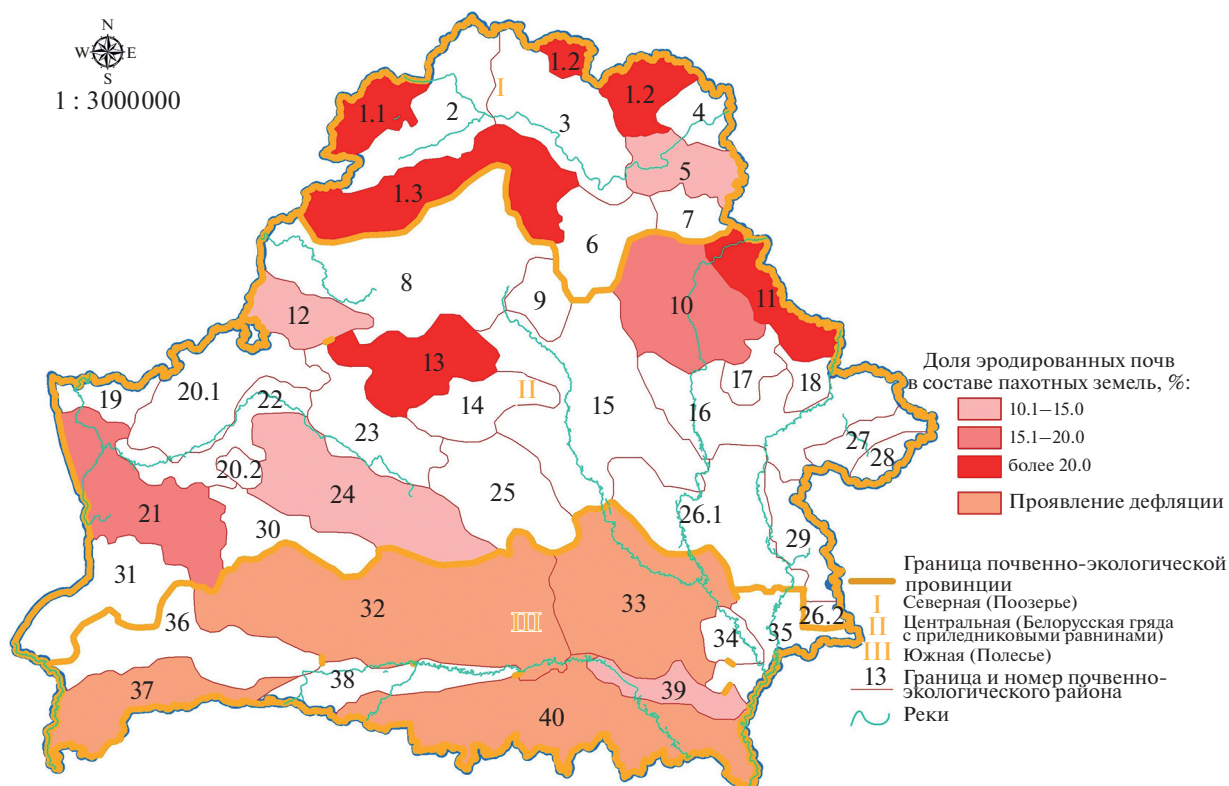 N
W E
S
1 : 3000000
1.2
1.2
I
1.1
2
3
4
5
1.3
7
6
8
9
10
11
12
13
17
18
II
14
15
16
19
20.1
22
23
27
28
20.2
24
25
26.1
21
30
29
31
32
33
36
III
34
35
26.2
37
38
39
40
Доля эродированных почв
в составе пахотных земель, %:
10.1–15.0
15.1–20.0
более 20.0
Проявление дефляции
Граница почвенно-экологической
провинции
I Северная (Поозерье)
II Центральная (Белорусская гряда
с приледниковыми равнинами)
III Южная (Полесье)
13 Граница и номер почвенно-
экологического района
Реки